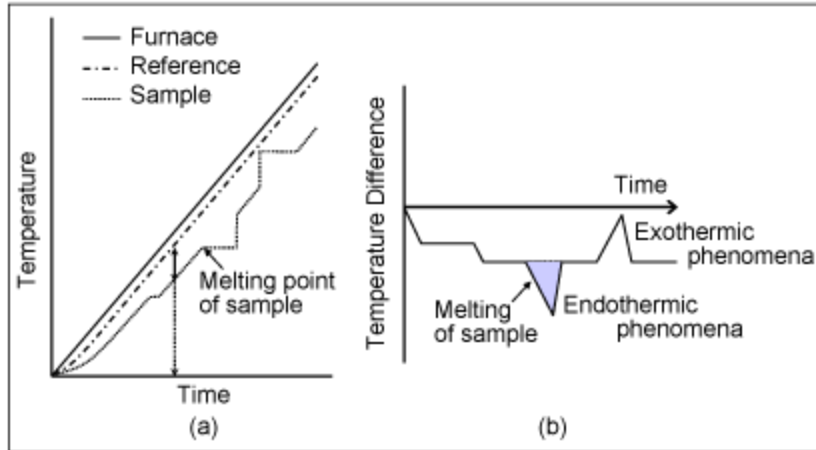 Furnace
Reference
Sample
Temperature
Melting point
of sample
Time
(a)
Temperature Difference
Time
Exothermic
phenomena
Melting
of sample
Endothermic
phenomena
(b)